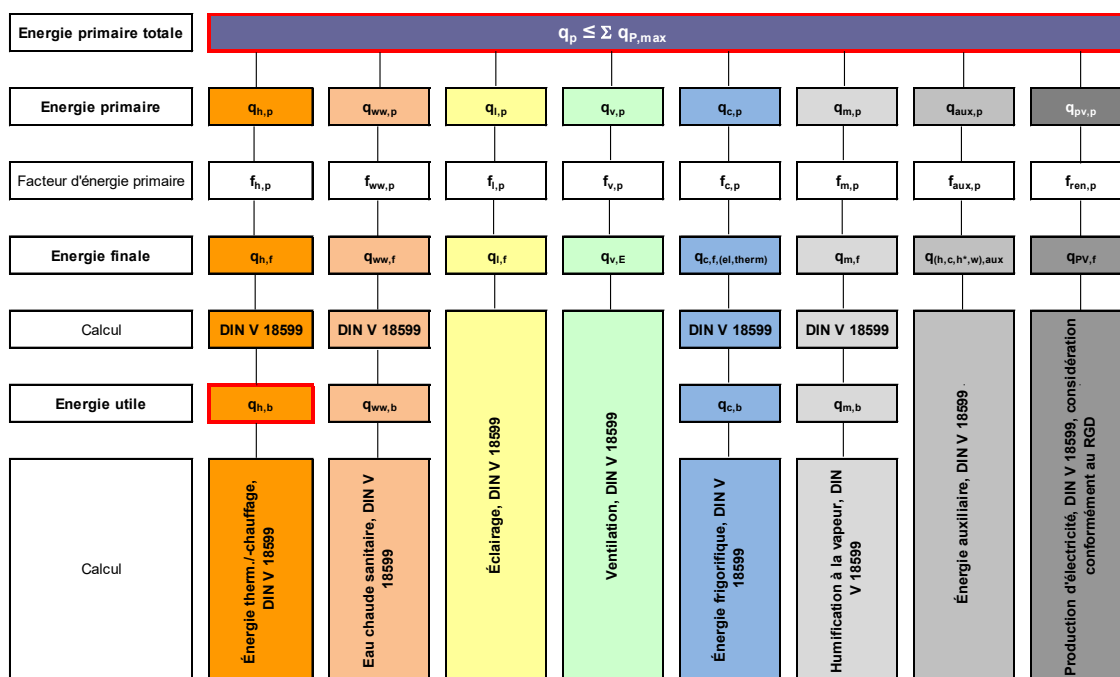 Energie primaire totale
qp ≤ Σ qP,max
Energie primaire
qh,p
qww,p
ql,p
qv,p
qc,p
qm,p
qaux,p
qpv,p
Facteur d'énergie primaire
fh,p
fww,p
fl,p
fv,p
fc,p
fm,p
faux,p
fren,p
Energie finale
qh,f
qww,f
ql,f
qv,E
qc,f,(el,therm)
qm,f
q(h,c,h*,w),aux
qPV,f
Calcul
DIN V 18599
DIN V 18599
DIN V 18599
DIN V 18599
Energie utile
qh,b
qww,b
qc,b
qm,b
Calcul
Énergie therm./-chauffage,
DIN V 18599
Eau chaude sanitaire, DIN V
18599
Éclairage, DIN V 18599
Ventilation, DIN V 18599
Énergie frigorifique, DIN V
18599
Humification à la vapeur, DIN
V 18599
Énergie auxiliaire, DIN V 18599
Production d'électricité, DIN V 18599, considération
conformément au RGD